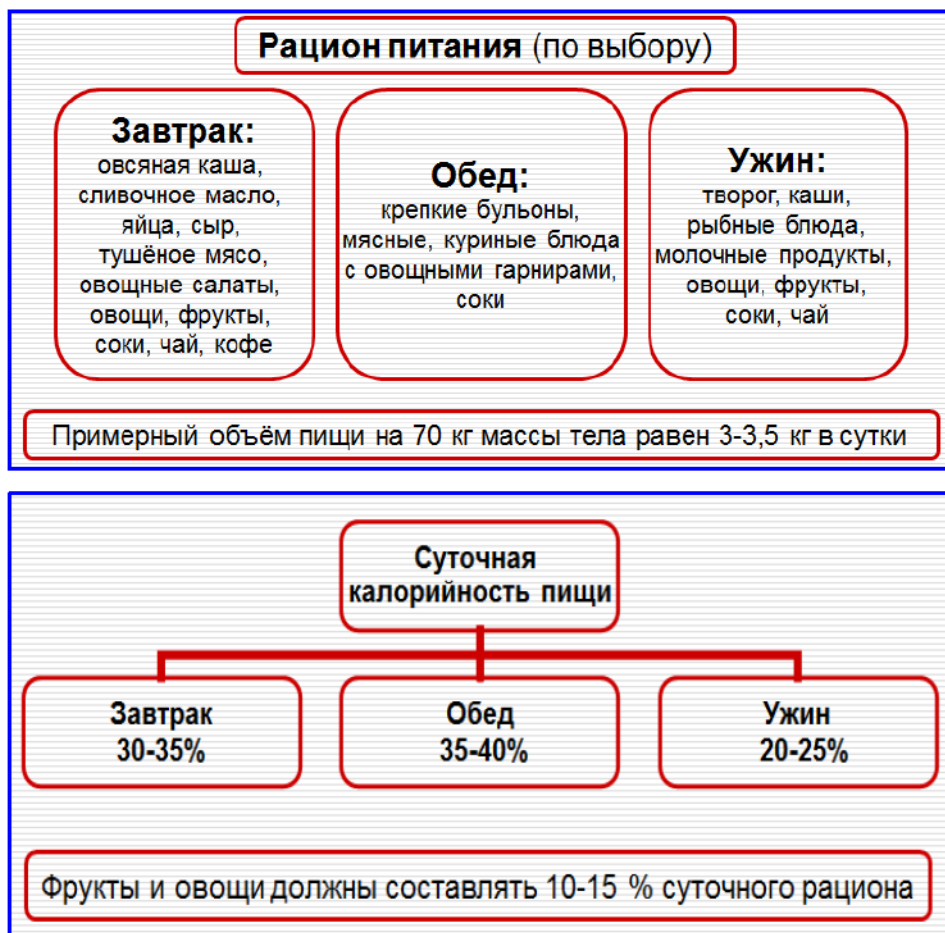 Рацион питания (по выбору)
Завтрак:
овсяная каша,
сливочное масло,
яйца, сыр,
тушёное мясо,
овощные салаты,
овощи, фрукты,
соки, чай, кофе
Обед:
крепкие бульоны,
мясные, куриные блюда
с овощными гарнирами,
соки
Ужин:
творог, каши,
рыбные блюда,
молочные продукты,
овощи, фрукты,
соки, чай
Примерный объём пищи на 70 кг массы тела равен 3-3,5 кг в сутки
Суточная
калорийность пищи
Завтрак
30-35%
Обед
35-40%
Ужин
20-25%
Фрукты и овощи должны составлять 10-15 % суточного рациона